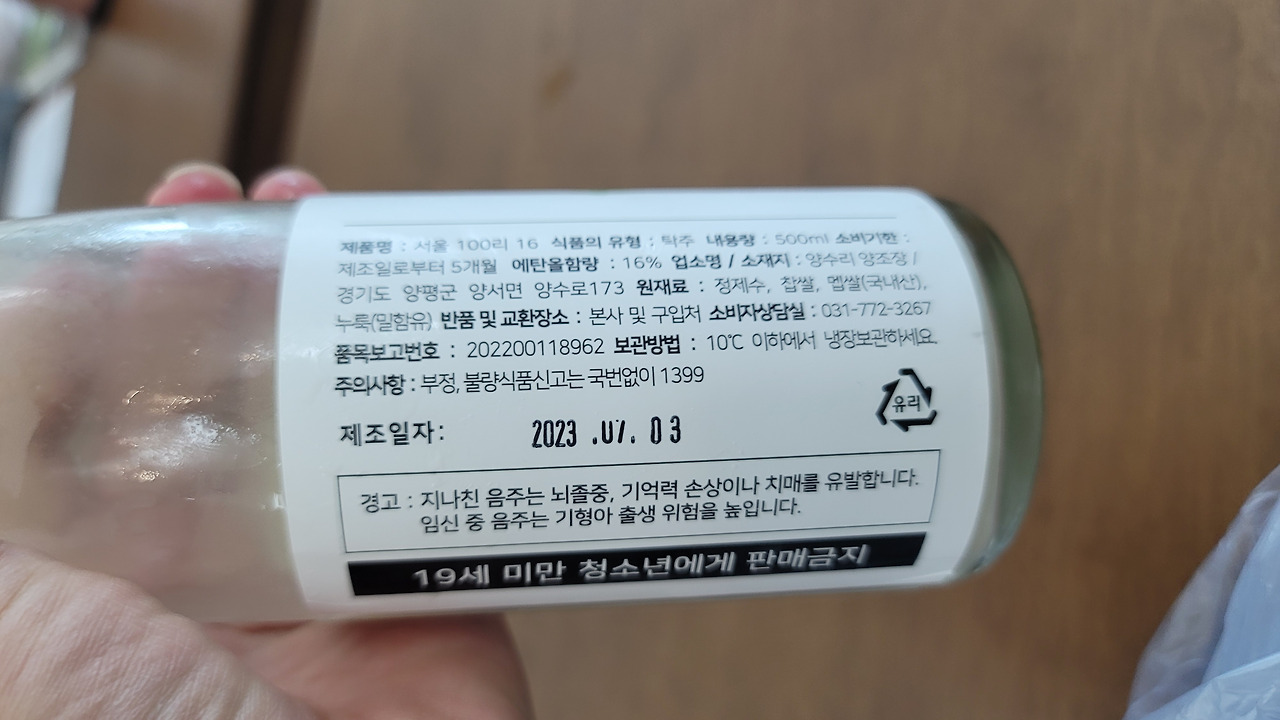 제품명 : 서울 100리 16 식품의 유형 : 탁주 내용량 : 500ml 소비기한 :
제조일로부터 5개월 에탄올함량 : 16% 업소명 / 소재지 : 양수리 양조장 /
경기도 양평군 양서면 양수로173 원재료 : 정제수, 찹쌀, 멥쌀(국내산),
누룩(밀함유) 반품 및 교환장소 : 본사 및 구입처 소비자상담실 : 031-772-3267
품목보고번호 : 202200118962 보관방법 : 10℃ 이하에서 냉장보관하세요.
주의사항 : 부정, 불량식품신고는 국번없이 1399
유리
제조일자: 2023 .07. 03
경고 : 지나친 음주는 뇌졸중, 기억력 손상이나 치매를 유발합니다.
임신 중 음주는 기형아 출생 위험을 높입니다.
19세 미만 청소년에게 판매금지